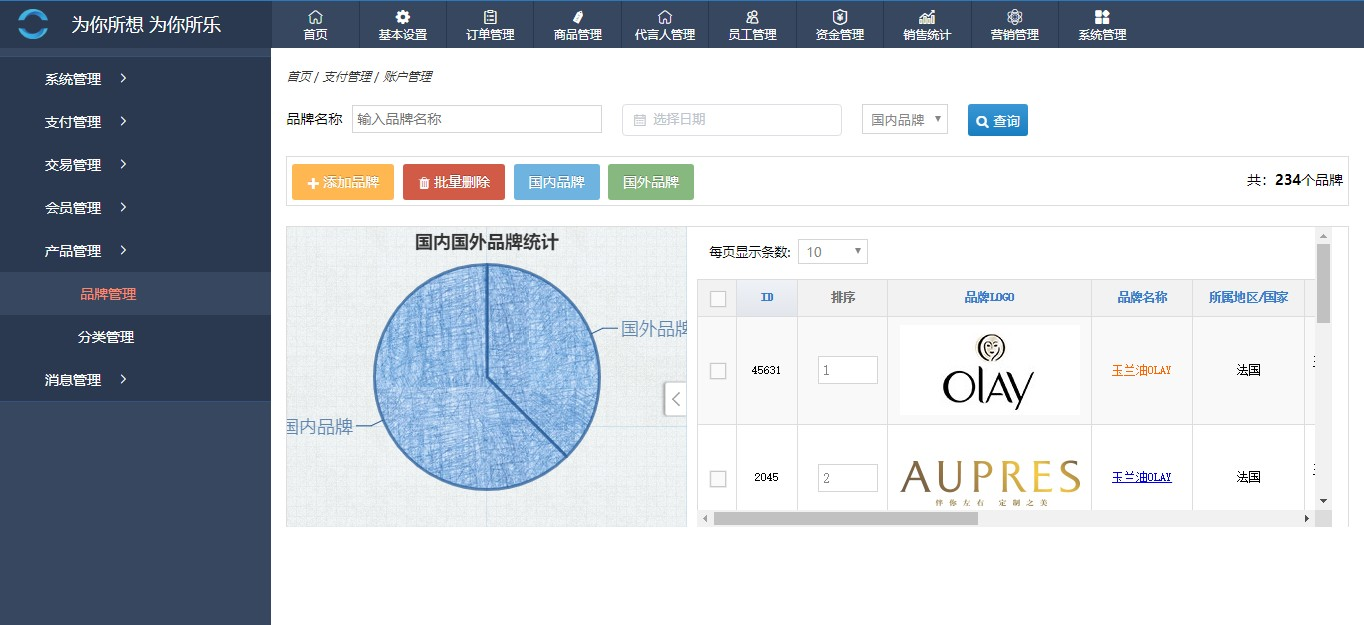 为你所想 为你所乐
首页 基本设置 订单管理 商品管理 代言人管理 员工管理 资金管理 销售统计 营销管理 系统管理
系统管理
支付管理
交易管理
会员管理
产品管理
品牌管理
分类管理
消息管理
首页 / 支付管理 / 账户管理
品牌名称 输入品牌名称 选择日期 国内品牌 查询
添加品牌 批量删除 国内品牌 国外品牌 共：234个品牌
国内国外品牌统计
国外品牌
国内品牌
每页显示条数: 10
ID 排序 品牌LOGO 品牌名称 所属地区/国家
45631 1 OLAY 玉兰油OLAY 法国
2045 2 AUPRES 玉兰油OLAY 法国
伴你左右 定制之美